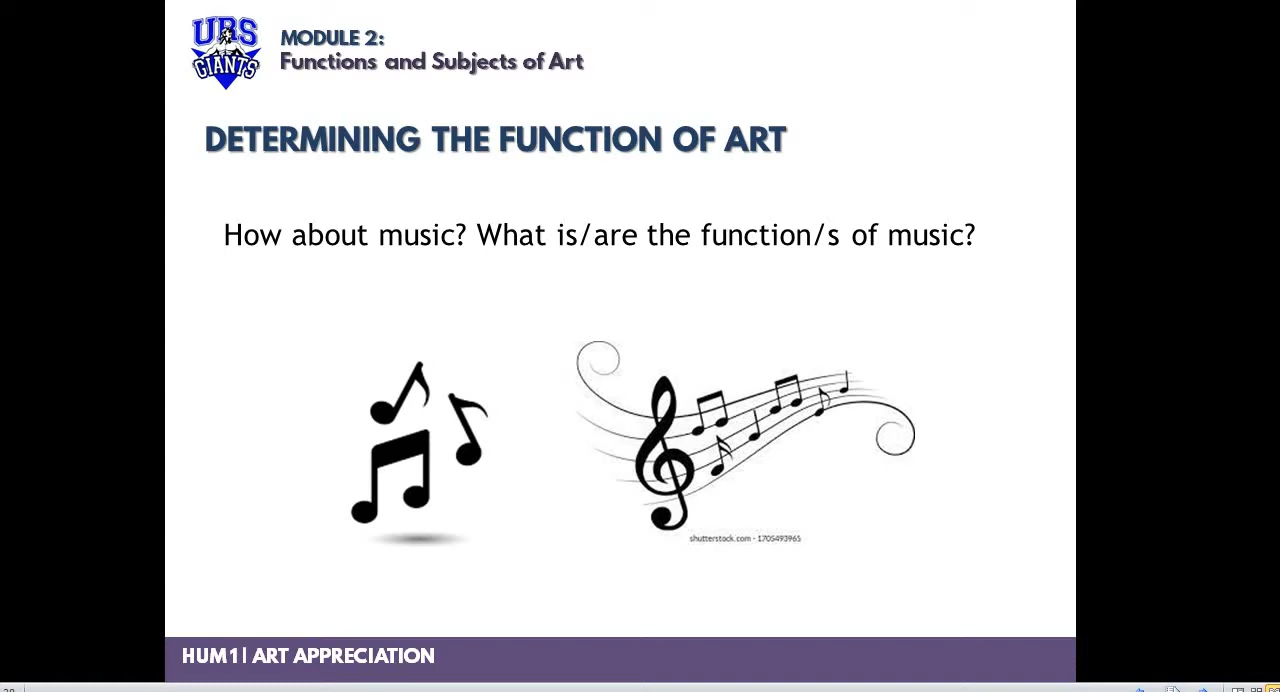 URS
GIANTS
MODULE 2:
Functions and Subjects of Art
DETERMINING THE FUNCTION OF ART
How about music? What is/are the function/s of music?
shutterstock.com · 1705493965
HUM1| ART APPRECIATION